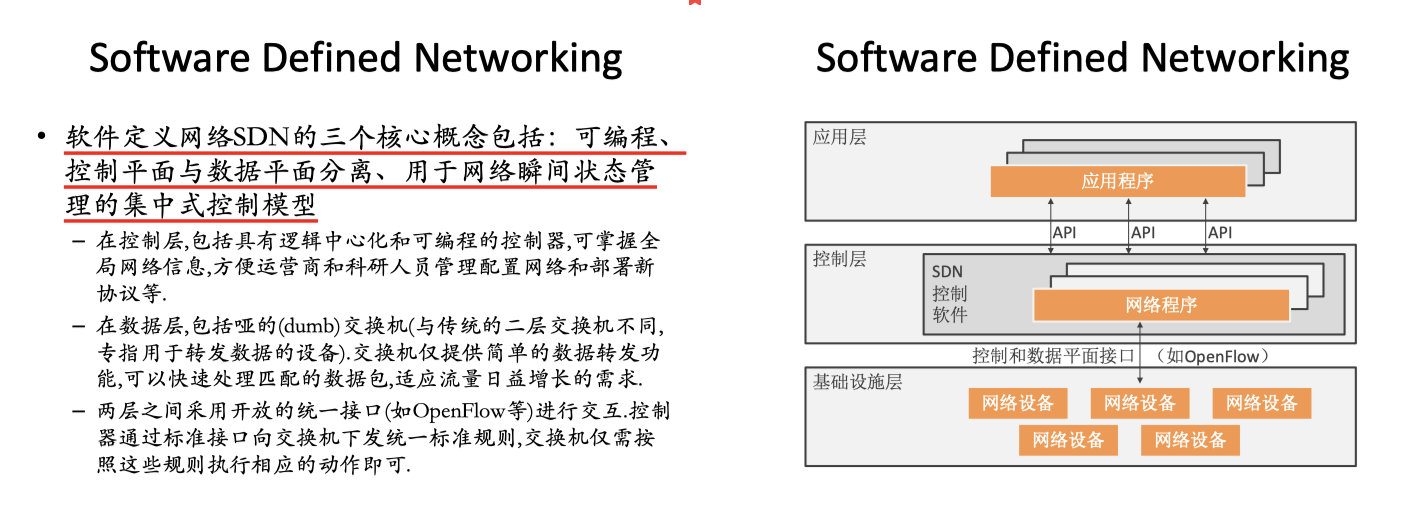 Software Defined Networking
• 软件定义网络SDN的三个核心概念包括：可编程、
控制平面与数据平面分离、用于网络瞬间状态管
理的集中式控制模型
– 在控制层,包括具有逻辑中心化和可编程的控制器,可掌握全
局网络信息,方便运营商和科研人员管理配置网络和部署新
协议等.
– 在数据层,包括哑的(dumb)交换机(与传统的二层交换机不同,
专指用于转发数据的设备).交换机仅提供简单的数据转发功
能,可以快速处理匹配的数据包,适应流量日益增长的需求.
– 两层之间采用开放的统一接口(如OpenFlow等)进行交互.控制
器通过标准接口向交换机下发统一标准规则,交换机仅需按
照这些规则执行相应的动作即可.
Software Defined Networking
应用层
应用程序
API API API
控制层
SDN
控制
软件
网络程序
控制和数据平面接口 （如OpenFlow）
基础设施层
网络设备 网络设备 网络设备
网络设备 网络设备